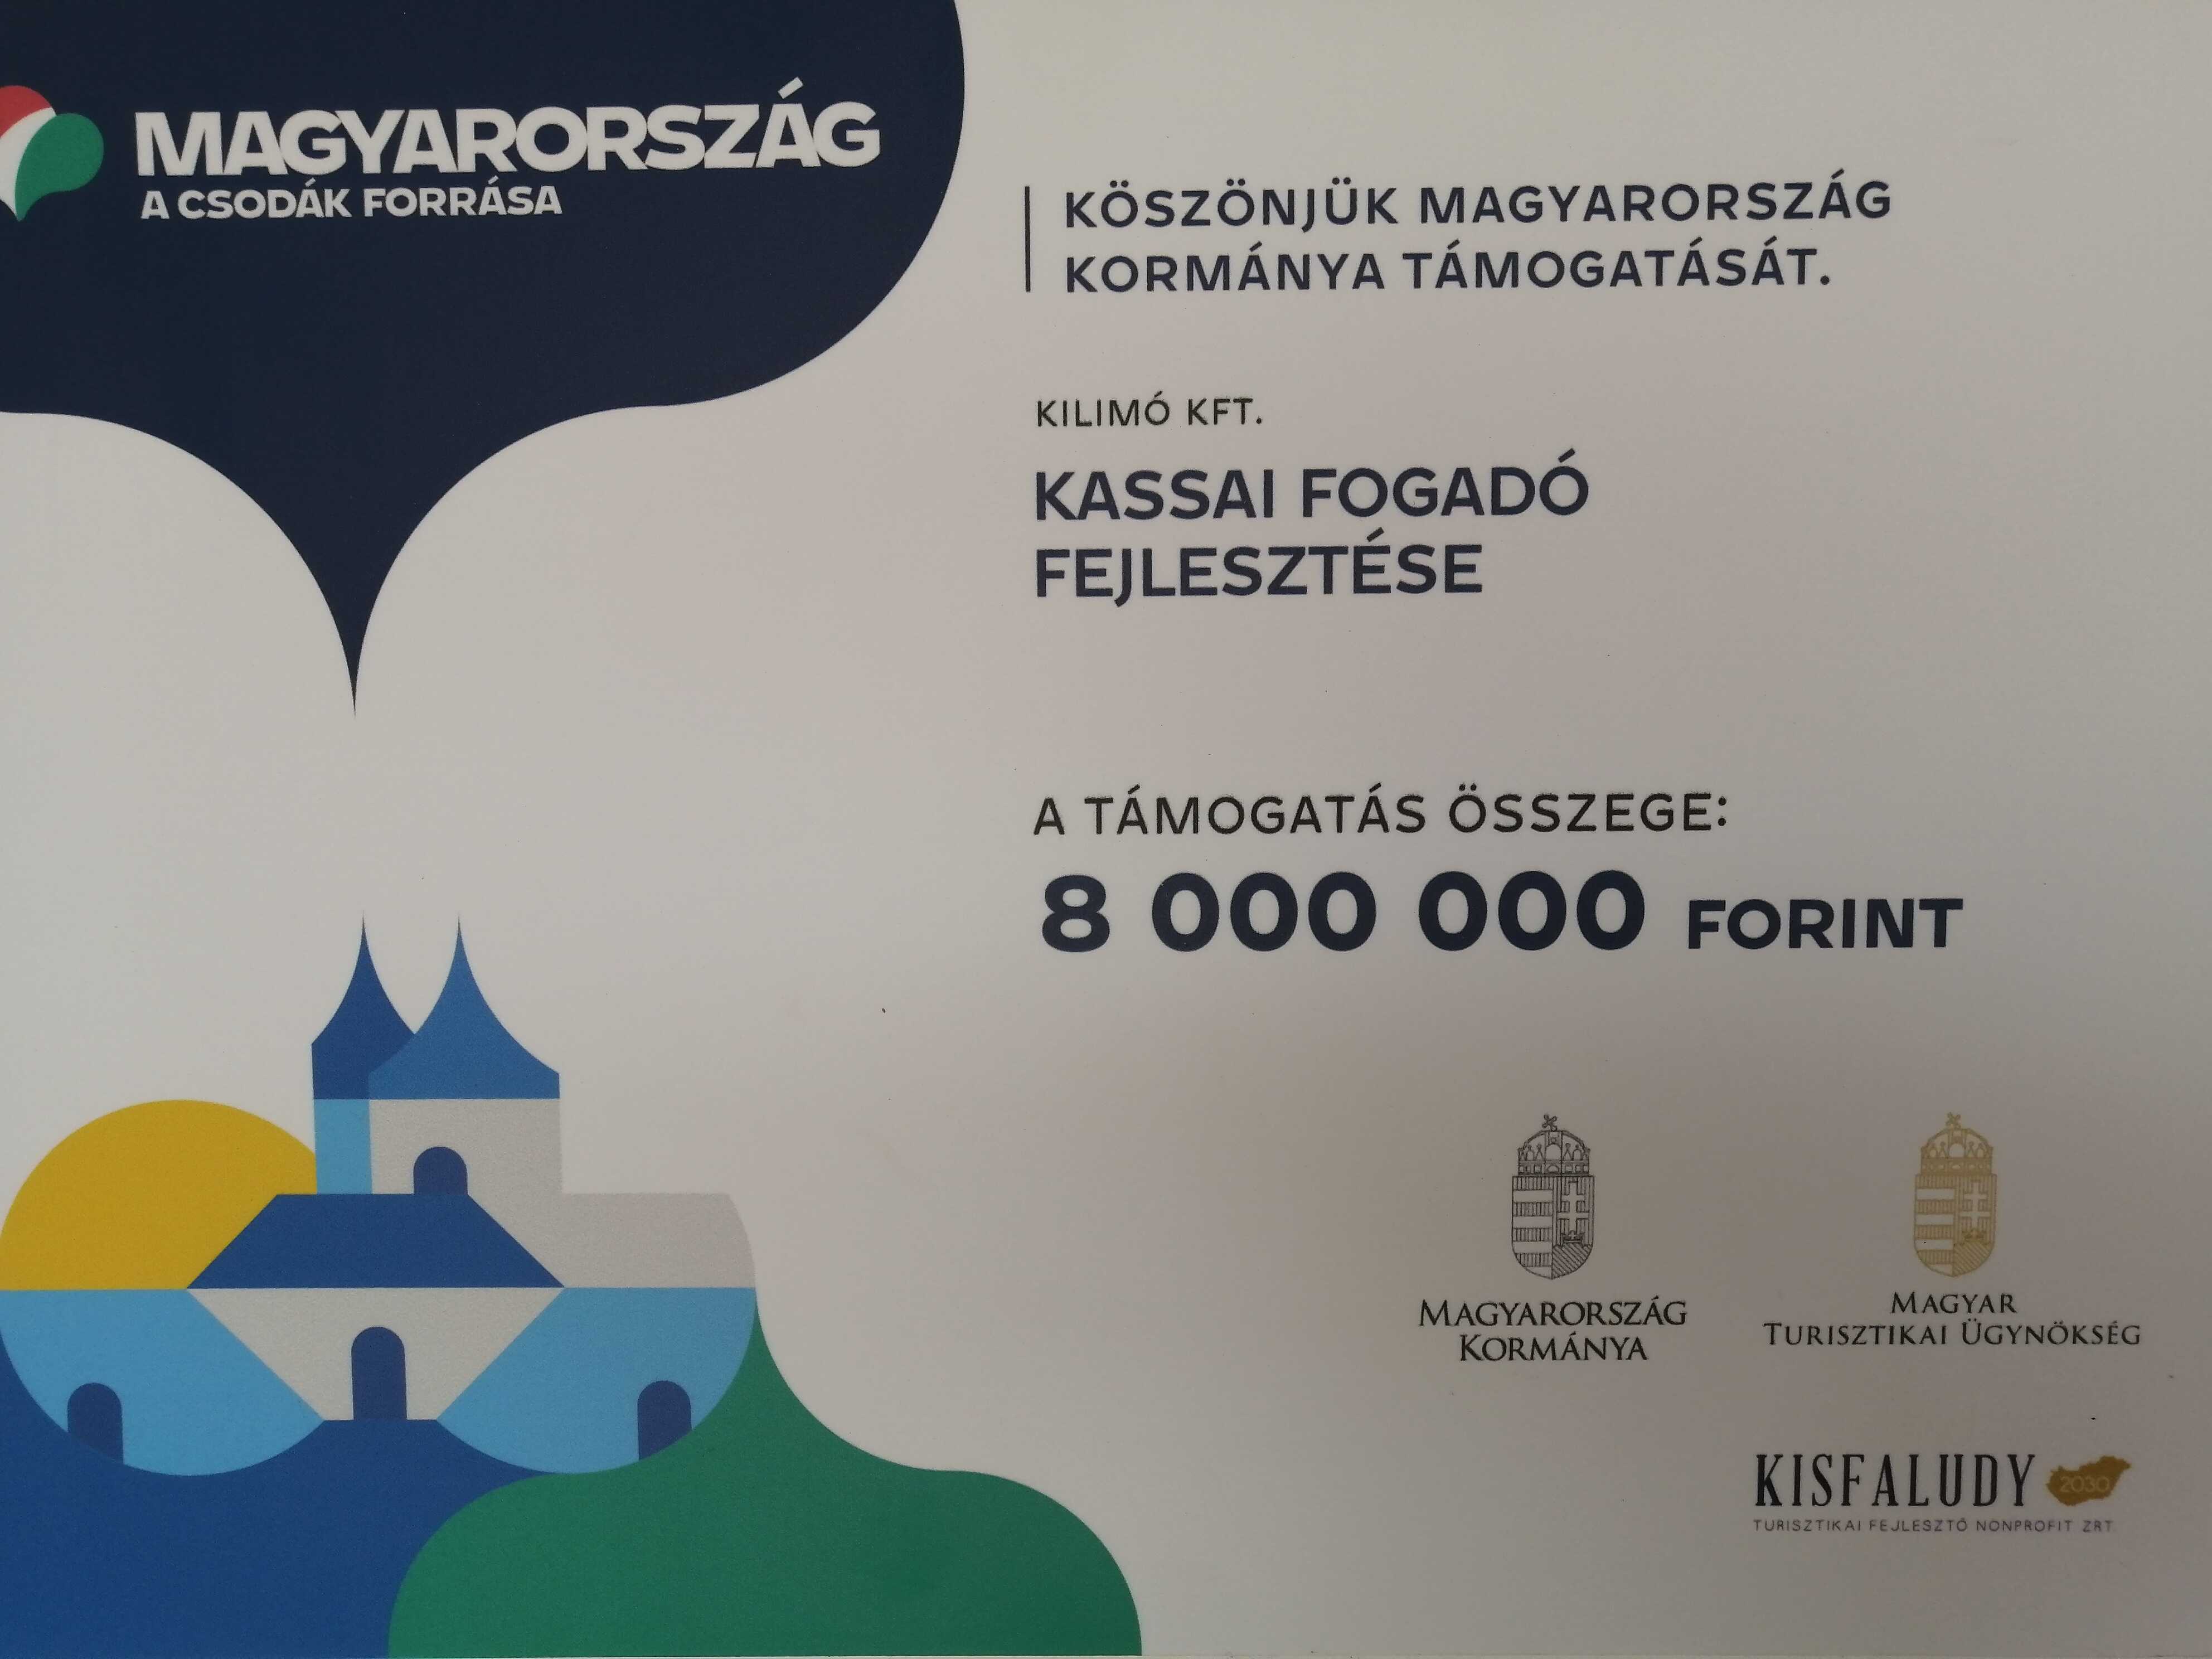 MAGYARORSZÁG
A CSODÁK FORRÁSA
KÖSZÖNJÜK MAGYARORSZÁG
KORMÁNYA TÁMOGATÁSÁT.
KILIMÓ KFT.
KASSAI FOGADÓ
FEJLESZTÉSE
A TÁMOGATÁS ÖSSZEGE:
8 000 000 FORINT
MAGYARORSZÁG
KORMÁNYA
MAGYAR
TURISZTIKAI ÜGYNÖKSÉG
KISFALUDY 2030
TURISZTIKAI FEJLESZTŐ NONPROFIT ZRT.